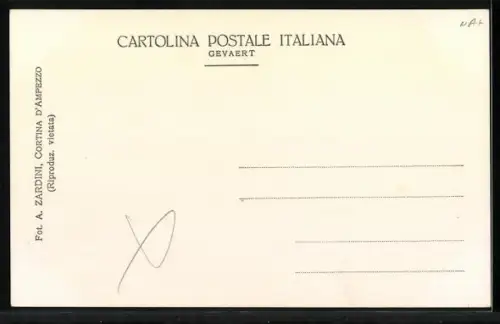 CARTOLINA POSTALE ITALIANA
GEVAERT
Fot. A. ZARDINI, CORTINA D'AMPEZZO
(Riproduz. vietata)